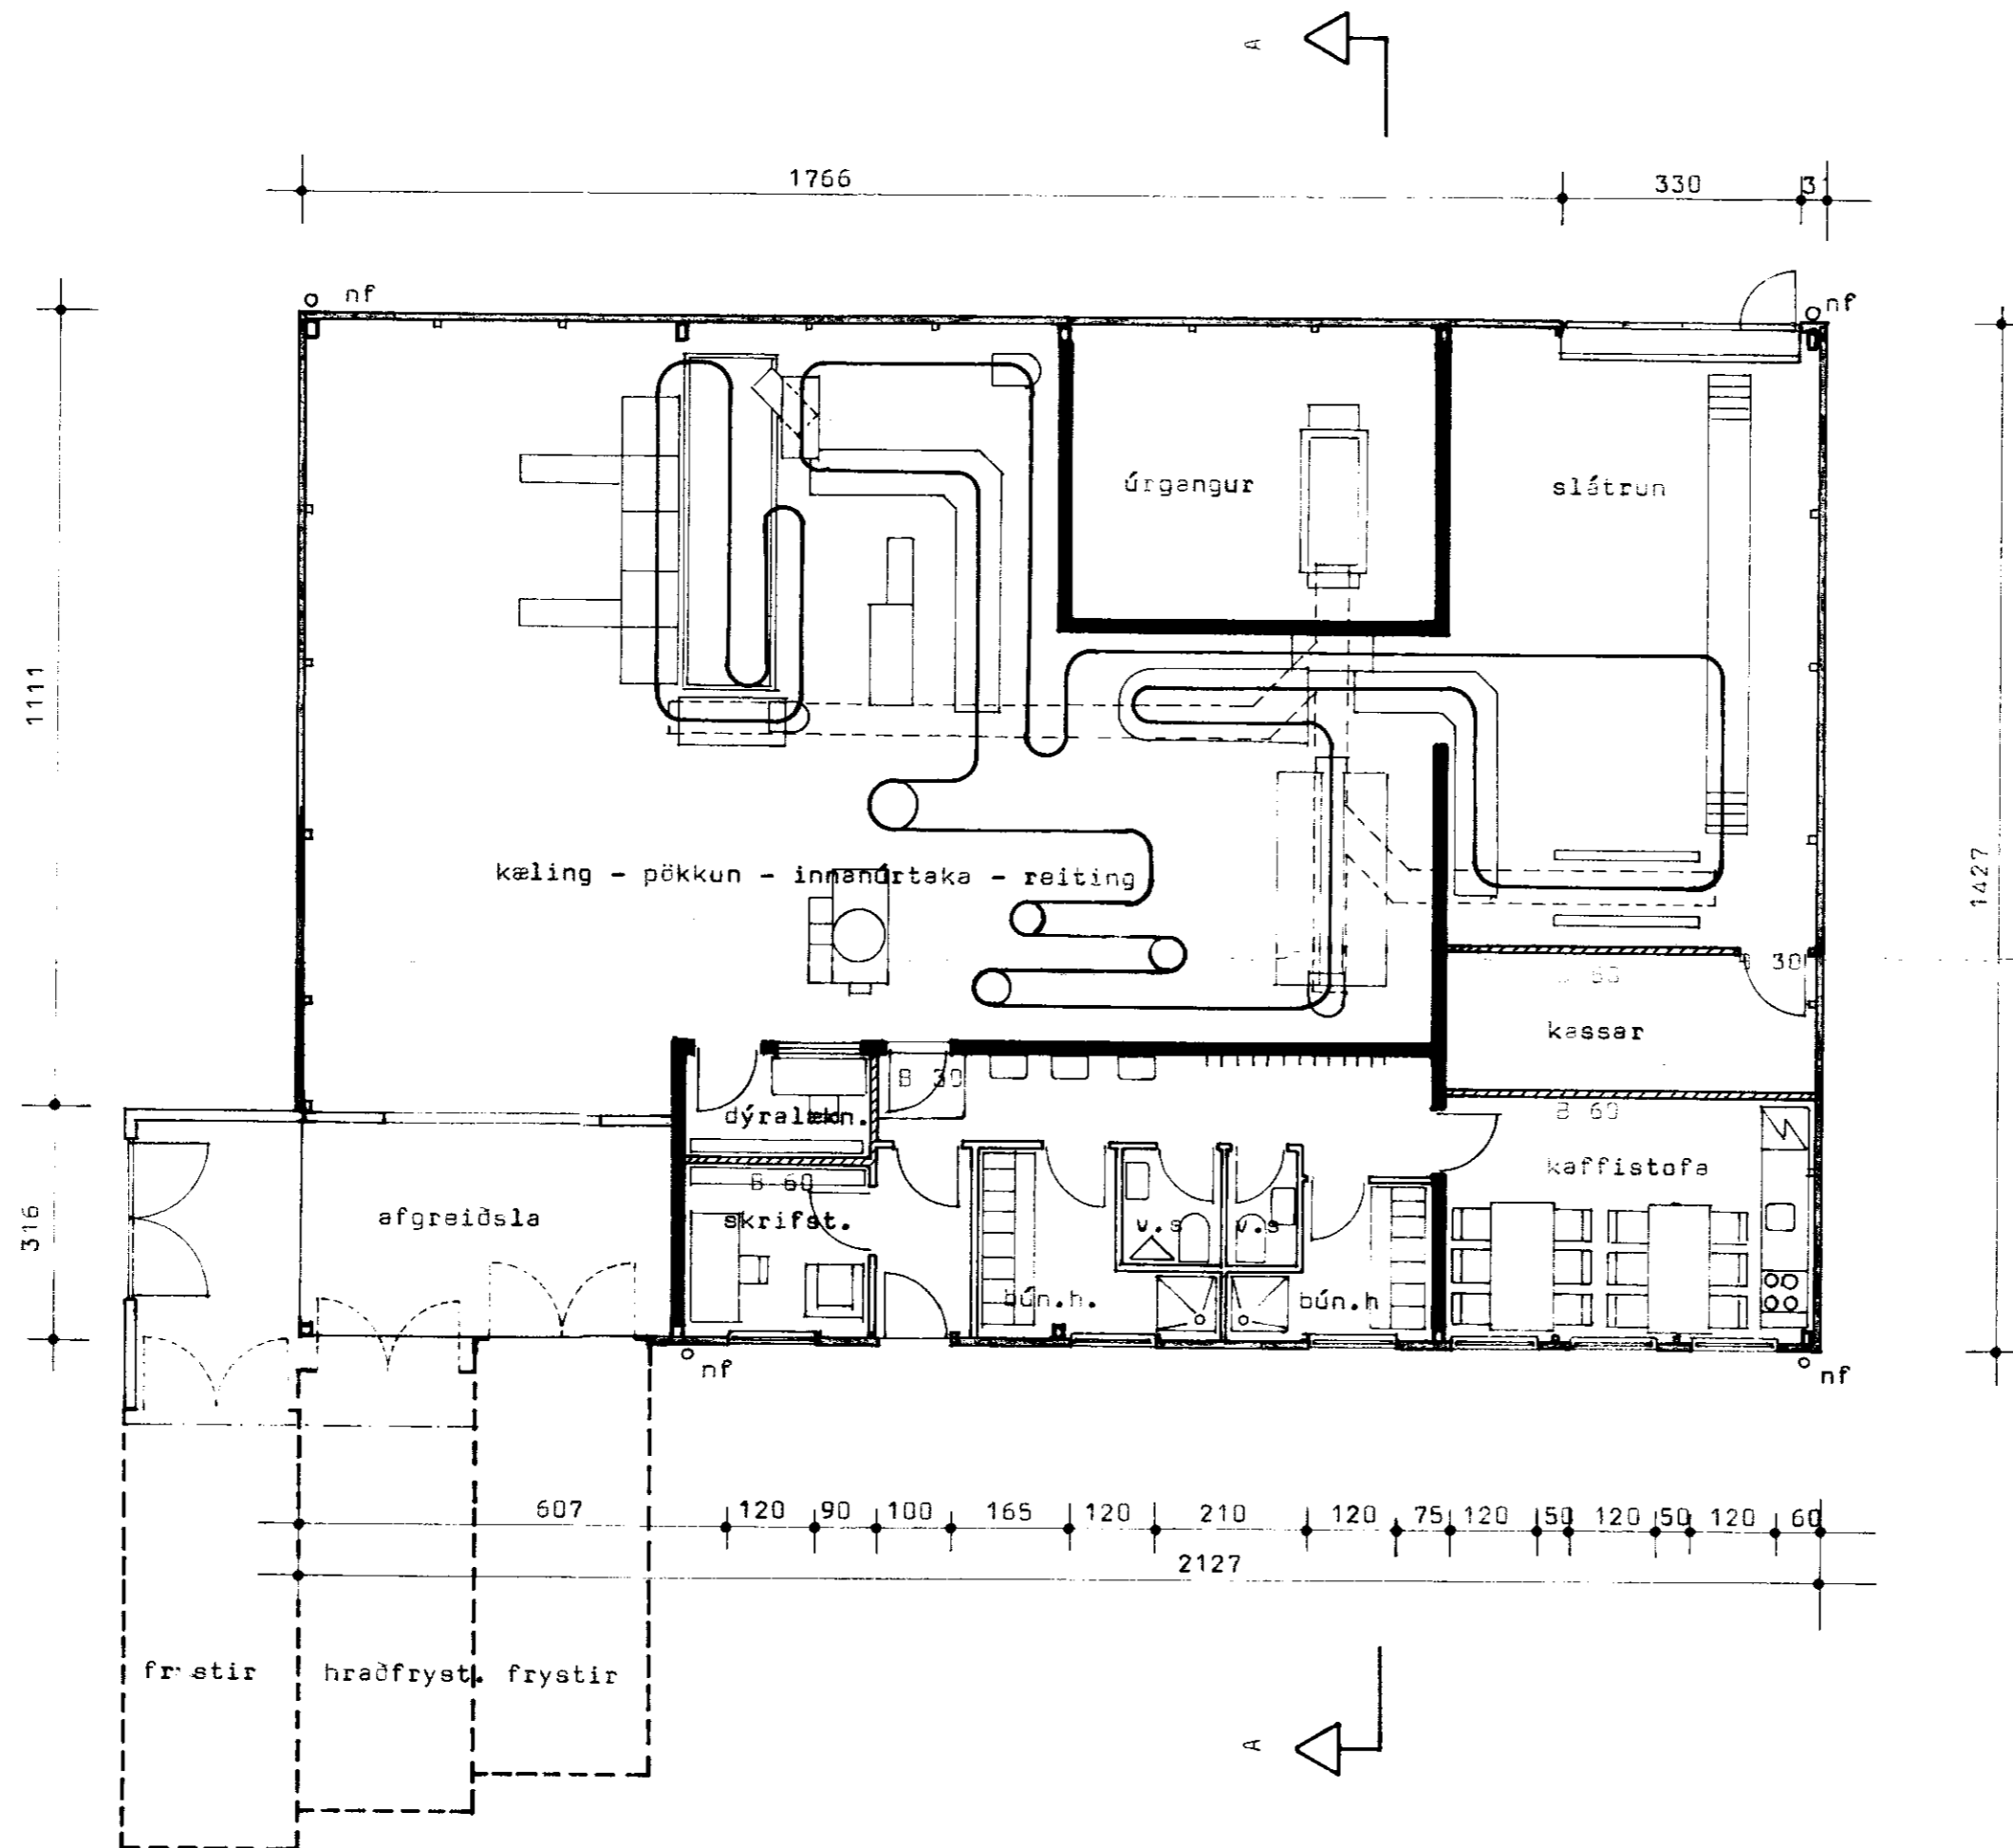 A
1766
330
3
nf
nf
úrgangur
slátrun
1111
1427
kæling - pökkun - innanúrtaka - reiting
30
kassar
B 30
dýralækn.
B 60
kaffistofa
B 60
316
afgreiðsla
skrifst.
v.s
v.s
bún.h.
bún.h
nf
nf
607
120
90
100
165
120
210
120
75
120
50
120
50
120
60
2127
frystir
hraðfryst.
frystir
A